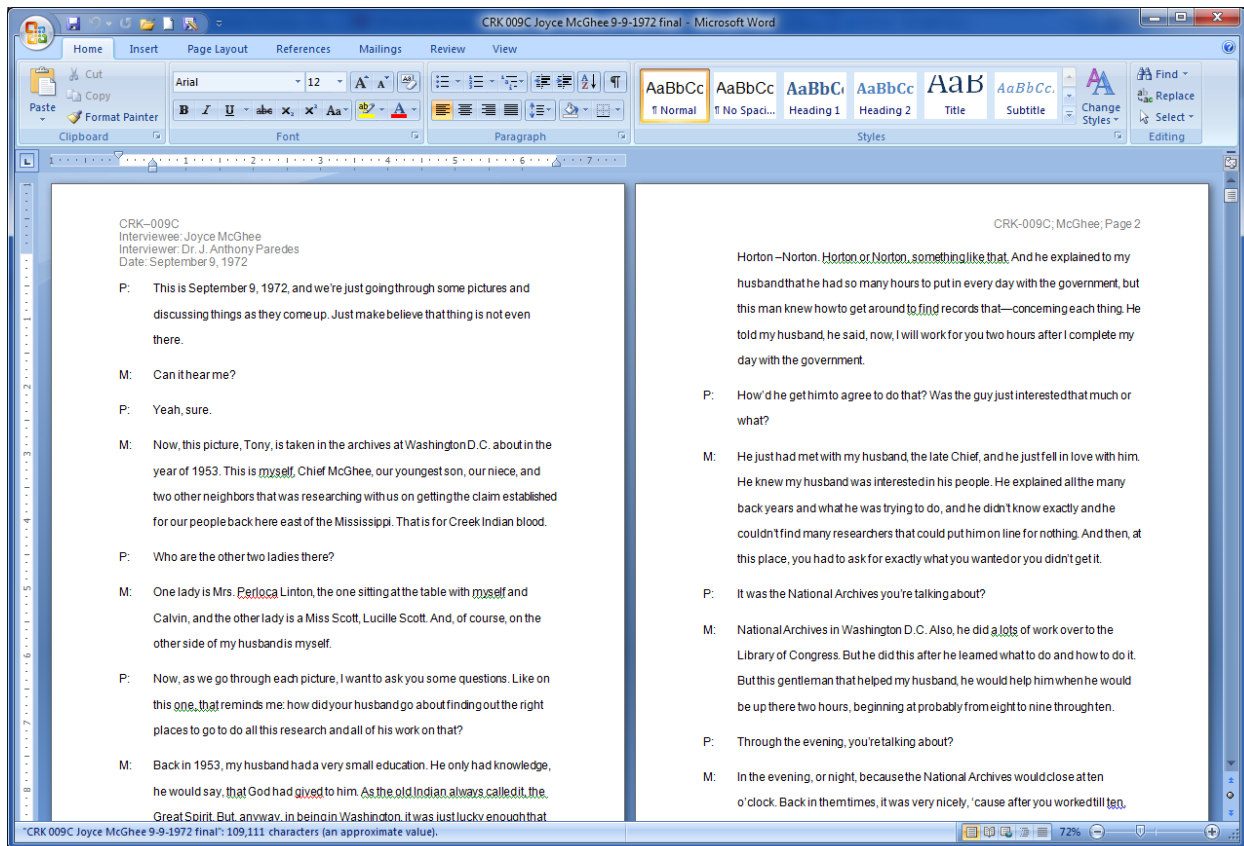 CRK 009C Joyce McGhee 9-9-1972 final - Microsoft Word
Home Insert Page Layout References Mailings Review View
Paste
Cut
Copy
Format Painter
Clipboard
Arial 12
B I U abc X₂ X² Aa
Font
Paragraph
AaBbCc AaBbCc AaBbC AaBbCc AaB AaBbCc.
¶ Normal ¶ No Spaci... Heading 1 Heading 2 Title Subtitle
Change Styles
Styles
Find
Replace
Select
Editing
1 2 3 4 5 6 7
CRK–009C
Interviewee: Joyce McGhee
Interviewer: Dr. J. Anthony Paredes
Date: September 9, 1972
P: This is September 9, 1972, and we're just going through some pictures and
discussing things as they come up. Just make believe that thing is not even
there.
M: Can it hear me?
P: Yeah, sure.
M: Now, this picture, Tony, is taken in the archives at Washington D.C. about in the
year of 1953. This is myself, Chief McGhee, our youngest son, our niece, and
two other neighbors that was researching with us on getting the claim established
for our people back here east of the Mississippi. That is for Creek Indian blood.
P: Who are the other two ladies there?
M: One lady is Mrs. Perloca Linton, the one sitting at the table with myself and
Calvin, and the other lady is a Miss Scott, Lucille Scott. And, of course, on the
other side of my husband is myself.
P: Now, as we go through each picture, I want to ask you some questions. Like on
this one, that reminds me: how did your husband go about finding out the right
places to go to do all this research and all of his work on that?
M: Back in 1953, my husband had a very small education. He only had knowledge,
he would say, that God had gived to him. As the old Indian always called it, the
Great Spirit. But, anyway, in being in Washington, it was just lucky enough that
CRK-009C; McGhee; Page 2
Horton –Norton. Horton or Norton, something like that. And he explained to my
husband that he had so many hours to put in every day with the government, but
this man knew how to get around to find records that—concerning each thing. He
told my husband, he said, now, I will work for you two hours after I complete my
day with the government.
P: How'd he get him to agree to do that? Was the guy just interested that much or
what?
M: He just had met with my husband, the late Chief, and he just fell in love with him.
He knew my husband was interested in his people. He explained all the many
back years and what he was trying to do, and he didn't know exactly and he
couldn't find many researchers that could put him on line for nothing. And then, at
this place, you had to ask for exactly what you wanted or you didn't get it.
P: It was the National Archives you're talking about?
M: National Archives in Washington D.C. Also, he did a lots of work over to the
Library of Congress. But he did this after he learned what to do and how to do it.
But this gentleman that helped my husband, he would help him when he would
be up there two hours, beginning at probably from eight to nine through ten.
P: Through the evening, you're talking about?
M: In the evening, or night, because the National Archives would close at ten
o'clock. Back in them times, it was very nicely, 'cause after you worked till ten,
"CRK 009C Joyce McGhee 9-9-1972 final": 109,111 characters (an approximate value).
72%